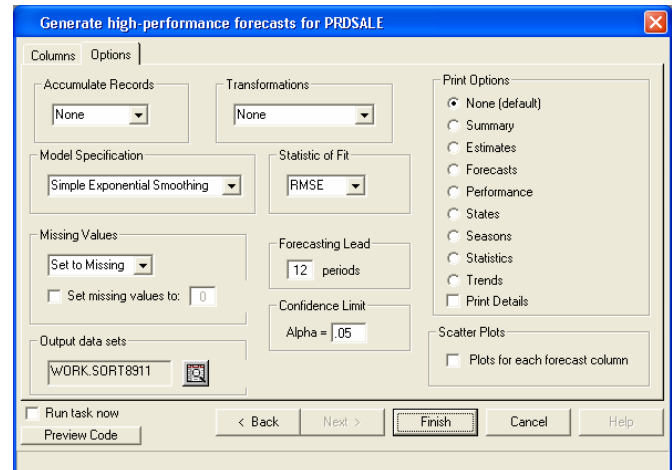 Generate high-performance forecasts for PRDSALE
Columns
Options
Accumulate Records
None
Transformations
None
Model Specification
Simple Exponential Smoothing
Statistic of Fit
RMSE
Missing Values
Set to Missing
Set missing values to: 0
Forecasting Lead
12 periods
Confidence Limit
Alpha = .05
Output data sets
WORK.SORT8911
Print Options
None (default)
Summary
Estimates
Forecasts
Performance
States
Seasons
Statistics
Trends
Print Details
Scatter Plots
Plots for each forecast column
Run task now
Preview Code
< Back
Next >
Finish
Cancel
Help